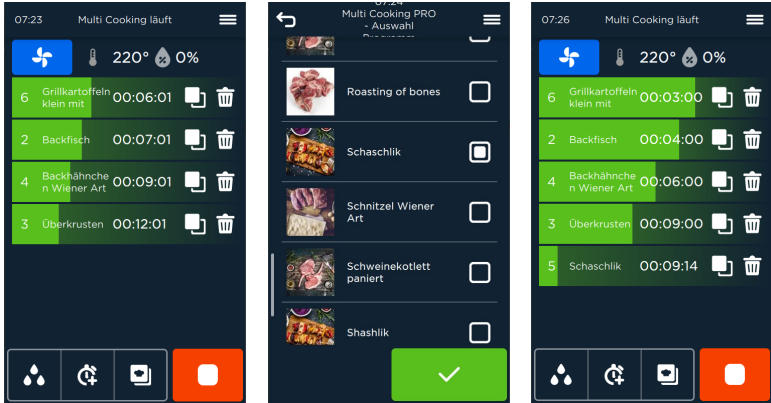 07:23 Multi Cooking läuft
220° 0%
6 Grillkartoffeln
klein mit 00:06:01
2 Backfisch 00:07:01
4 Backhähnche
n Wiener Art 00:09:01
3 Überkrusten 00:12:01
07:24
Multi Cooking PRO
- Auswahl
Programm
Roasting of bones
Schaschlik
Schnitzel Wiener
Art
Schweinekotlett
paniert
Shashlik
07:26 Multi Cooking läuft
220° 0%
6 Grillkartoffeln
klein mit 00:03:00
2 Backfisch 00:04:00
4 Backhähnche
n Wiener Art 00:06:00
3 Überkrusten 00:09:00
5 Schaschlik 00:09:14